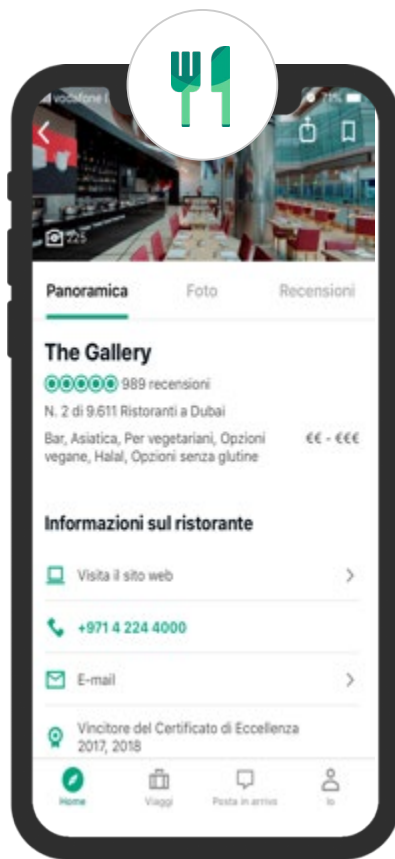 vodafone I
71%
225
Panoramica Foto Recensioni
The Gallery
989 recensioni
N. 2 di 9.611 Ristoranti a Dubai
Bar, Asiatica, Per vegetariani, Opzioni €€ - €€€
vegane, Halal, Opzioni senza glutine
Informazioni sul ristorante
Visita il sito web
+971 4 224 4000
E-mail
Vincitore del Certificato di Eccellenza
2017, 2018
Home Viaggi Posta in arrivo Io